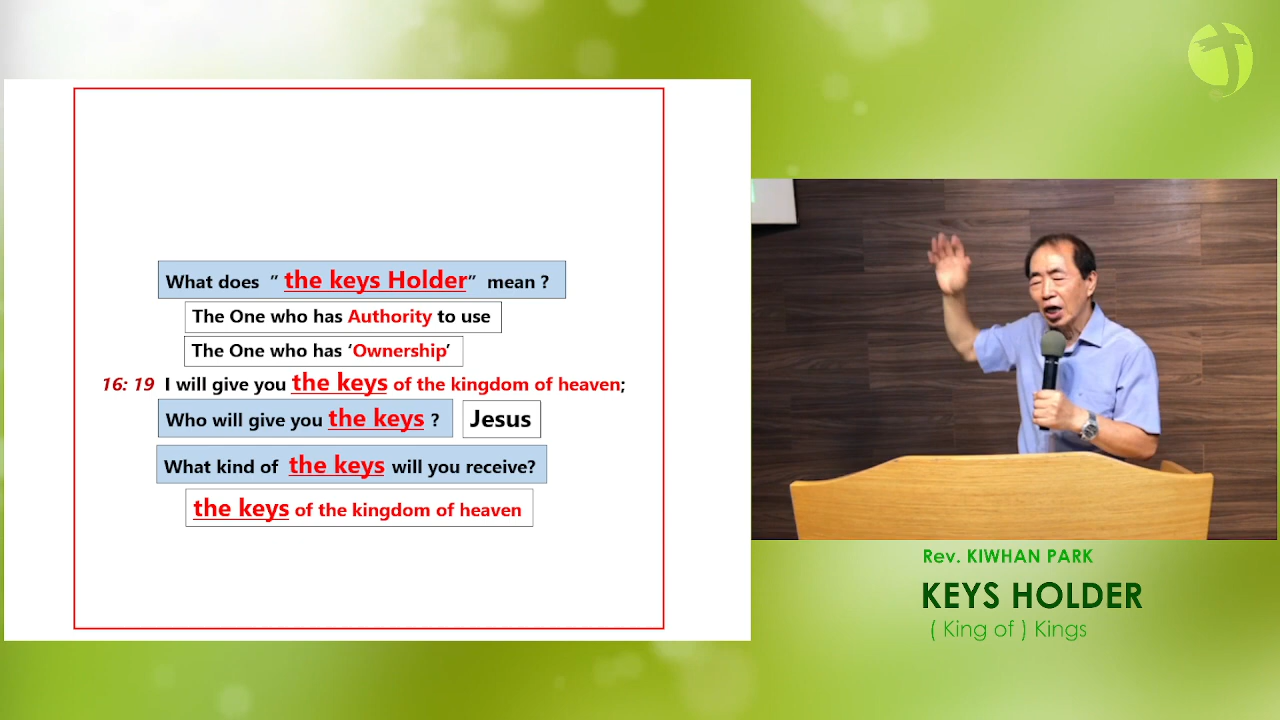 What does “ the keys Holder” mean ?
The One who has Authority to use
The One who has ‘Ownership’
16: 19 I will give you the keys of the kingdom of heaven;
Who will give you the keys ? Jesus
What kind of the keys will you receive?
the keys of the kingdom of heaven
Rev. KIWHAN PARK
KEYS HOLDER
( King of ) Kings